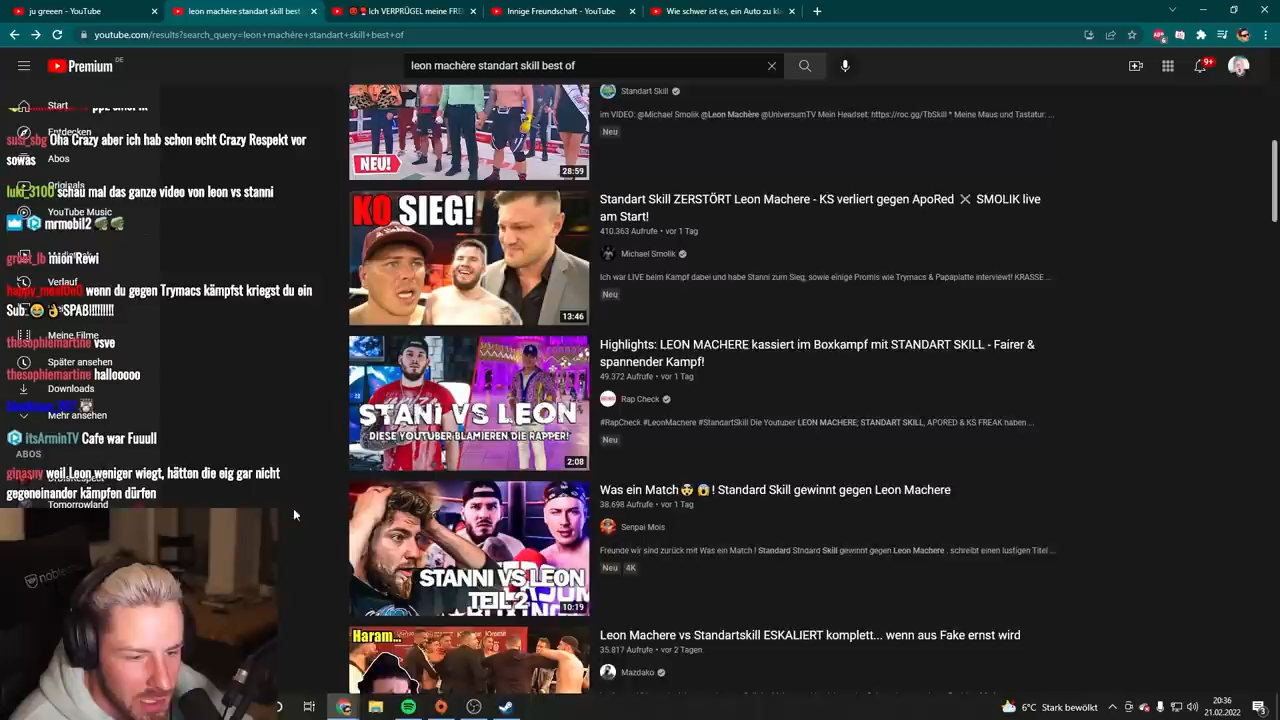 ju green - YouTube
leon machère standart skill best
Ich VERPRÜGEL meine FRE
Innige Freundschaft - YouTube
Wie schwer ist es, ein Auto zu kla
youtube.com/results?search_query=leon+machère+standart+skill+best+of
Premium
DE
leon machère standart skill best of
9+
Start
Entdecken
susr_sbg Uha Crazy aber ich hab schon echt Crazy Respekt vor
sowas
Abos
Originals
schau mal das ganze video von leon vs stanni
YouTube Music
mrmobil2
mion Rewi
Verlauf
wenn du gegen Trymacs kämpfst kriegst du ein
Sub
SPAB!!!!!!!!!
Meine Filme
thesophiemartine vsve
Später ansehen
thesophiemartine hallooooo
Downloads
Mehr ansehen
itsArminTV Cafe war Fuuull
ABOS
ginasny weil Leon weniger wiegt, hätten die eig gar nicht
gegeneinander kämpfen dürfen
Tomorrowland
Standart Skill
im VIDEO: @Michael Smolik @Leon Machère @UniversumTV Mein Headset: https://roc.gg/TbSkill * Meine Maus und Tastatur: ...
Neu
NEU!
28:59
KO SIEG!
13:46
Standart Skill ZERSTÖRT Leon Machere - KS verliert gegen ApoRed ⚔ SMOLIK live
am Start!
410.363 Aufrufe • vor 1 Tag
Michael Smolik
Ich war LIVE beim Kampf dabei und habe Stanni zum Sieg, sowie einige Promis wie Trymacs & Papaplatte interviewt! KRASSE ...
Neu
STANI VS LEON
DIESE YOUTUBER BLAMIEREN DIE RAPPER!
2:08
Highlights: LEON MACHERE kassiert im Boxkampf mit STANDART SKILL - Fairer &
spannender Kampf!
49.372 Aufrufe • vor 1 Tag
Rap Check
#RapCheck #LeonMachere #StandartSkill Die Youtuber LEON MACHERE, STANDART SKILL, APORED & KS FREAK haben ...
Neu
STANNI VS LEON
TEIL 2
10:19
Was ein Match🤯😱! Standard Skill gewinnt gegen Leon Machere
38.698 Aufrufe • vor 1 Tag
Senpai Mois
Freunde wir sind zurück mit Was ein Match ! Standard Stndard Skill gewinnt gegen Leon Machere . schreibt einen lustigen Titel ...
Neu 4K
Haram...
Leon Machere vs Standartskill ESKALIERT komplett... wenn aus Fake ernst wird
35.817 Aufrufe • vor 2 Tagen
Mazdako
6°C Stark bewölkt
20:36
21.02.2022